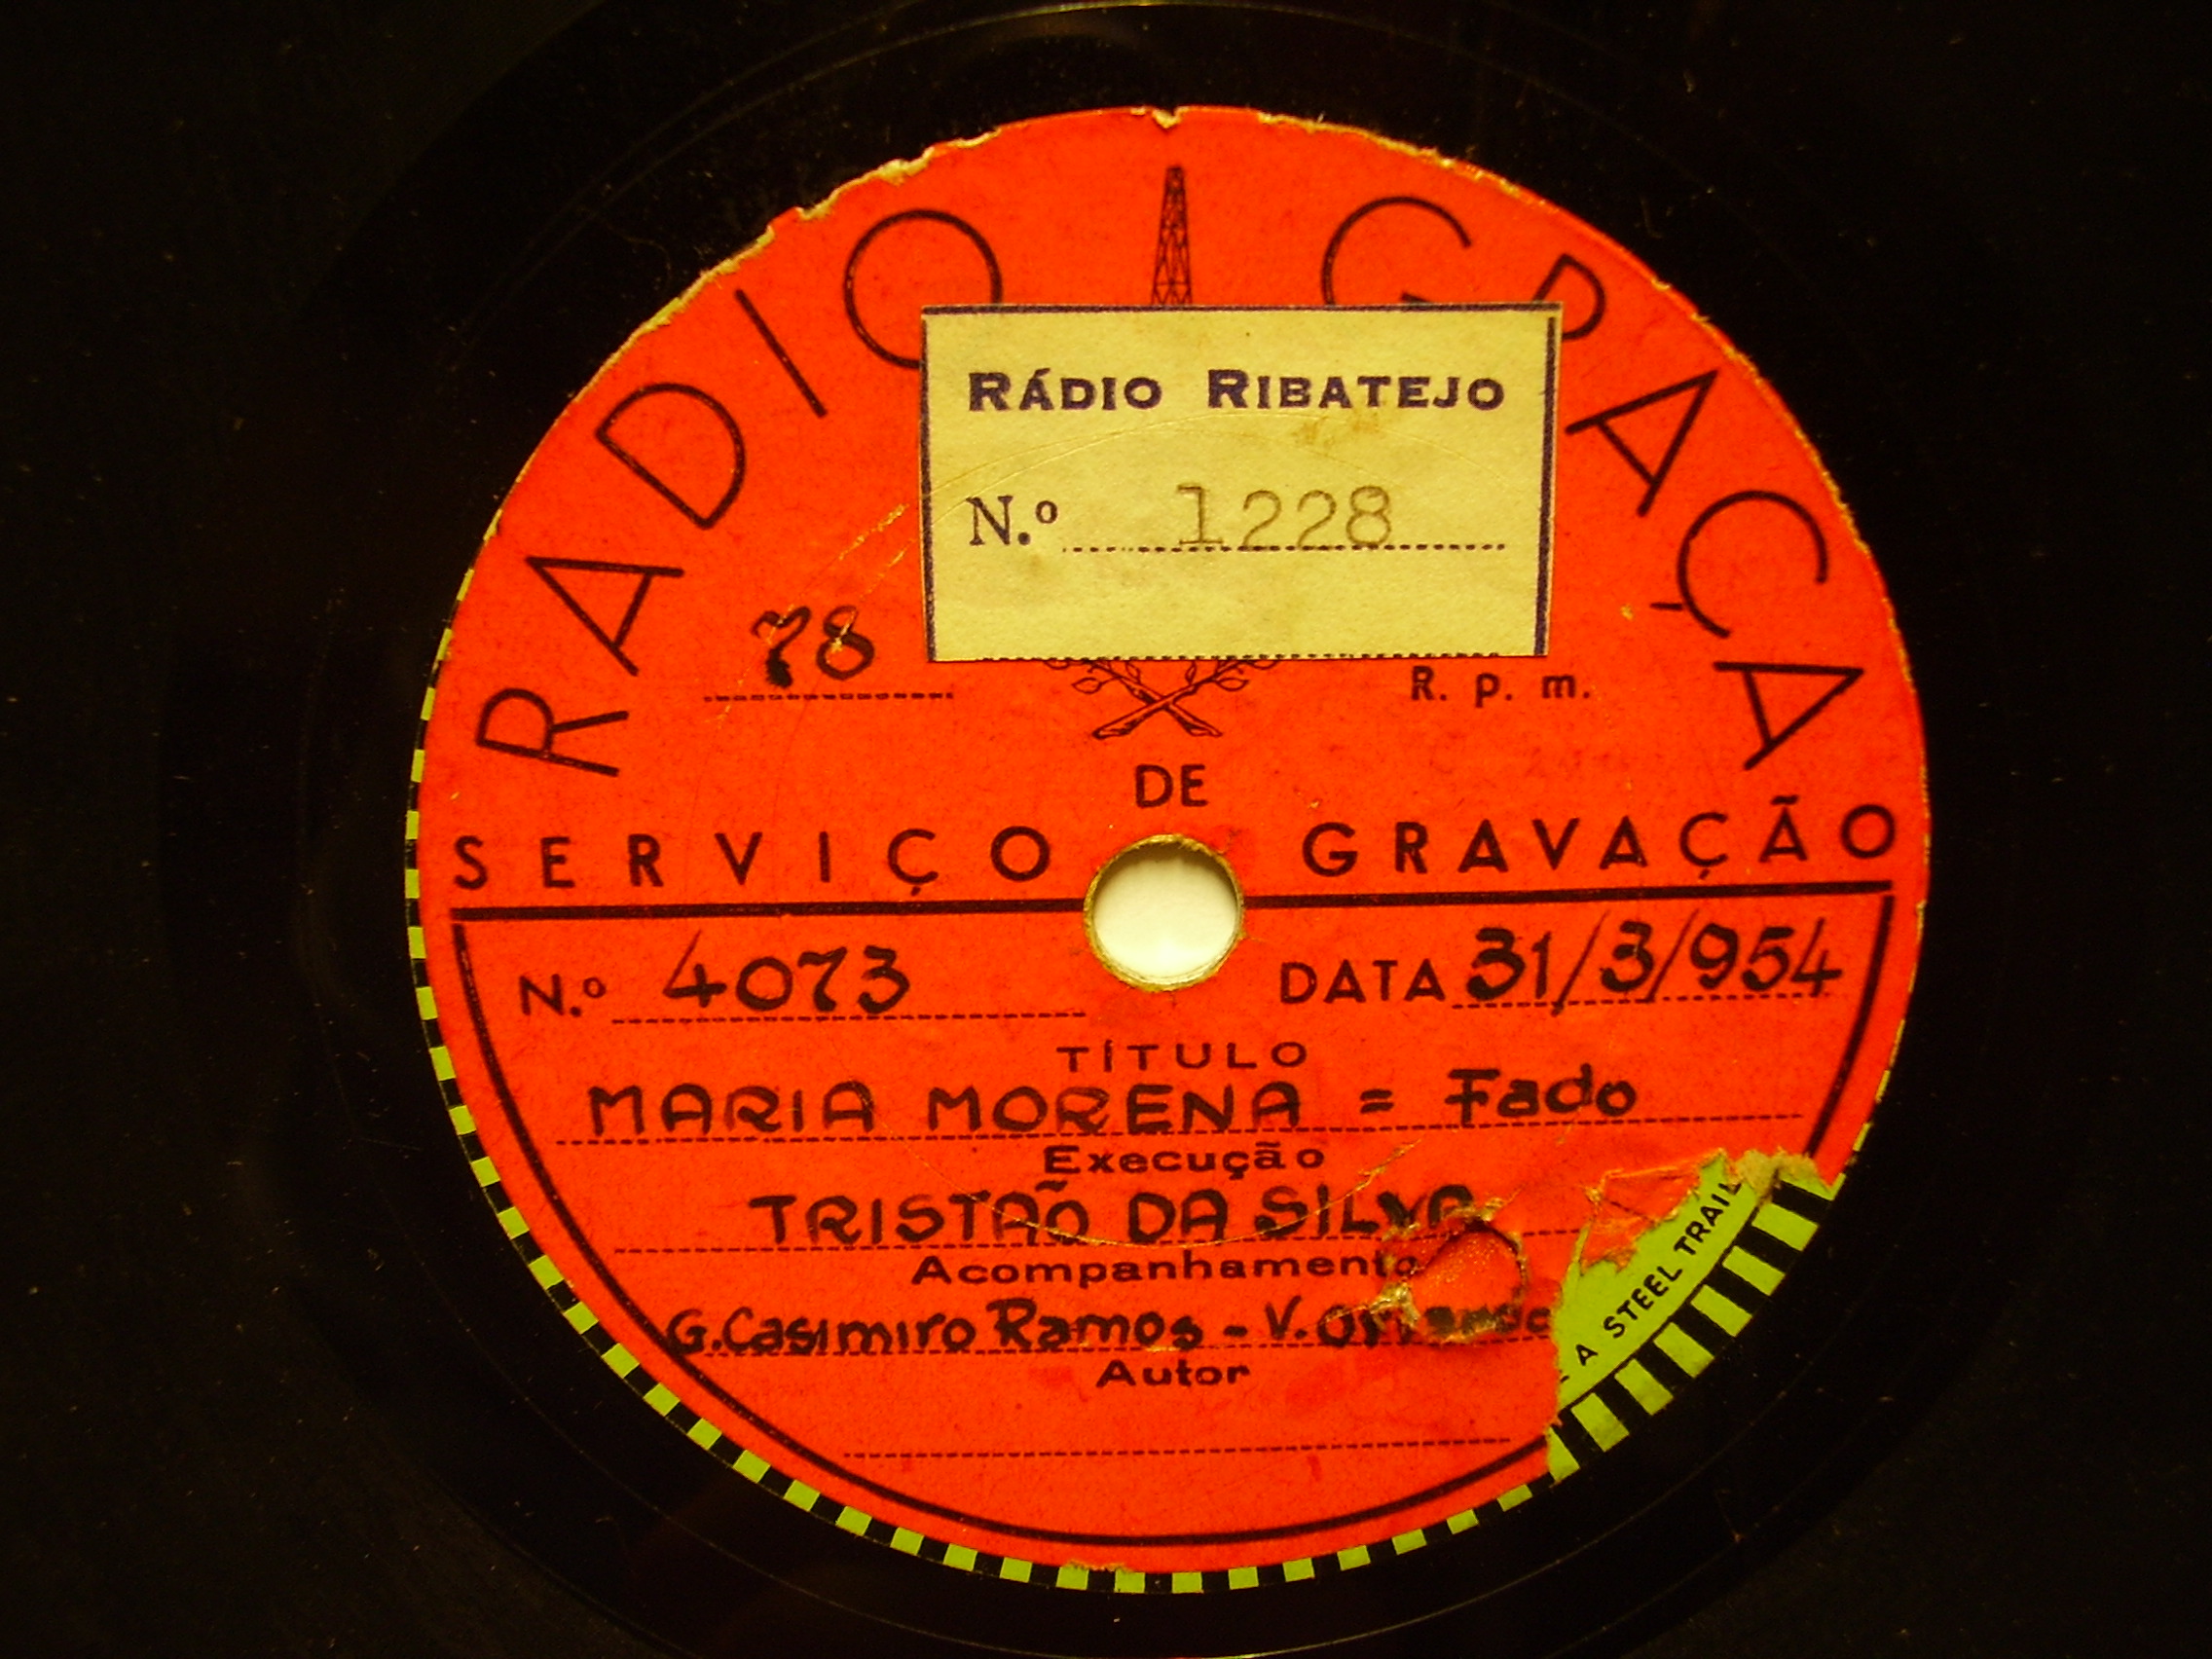 RADIO GRAÇA
RÁDIO RIBATEJO
N.º 1228
78 R. p. m.
DE
SERVIÇO GRAVAÇÃO
N.º 4073 DATA 31/3/954
TÍTULO
MARIA MORENA = Fado
Execução
TRISTÃO DA SILVA
Acompanhamento
G. Casimiro Ramos - V.
Autor
A STEEL TRAIL